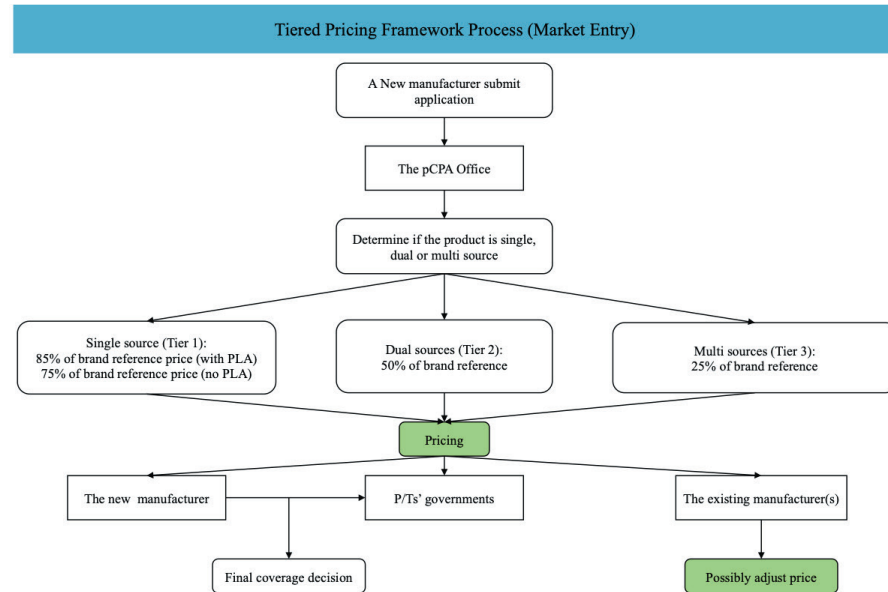 Tiered Pricing Framework Process (Market Entry)
A New manufacturer submit
application
The pCPA Office
Determine if the product is single,
dual or multi source
Single source (Tier 1):
85% of brand reference price (with PLA)
75% of brand reference price (no PLA)
Dual sources (Tier 2):
50% of brand reference
Multi sources (Tier 3):
25% of brand reference
Pricing
The new manufacturer
P/Ts’ governments
The existing manufacturer(s)
Final coverage decision
Possibly adjust price